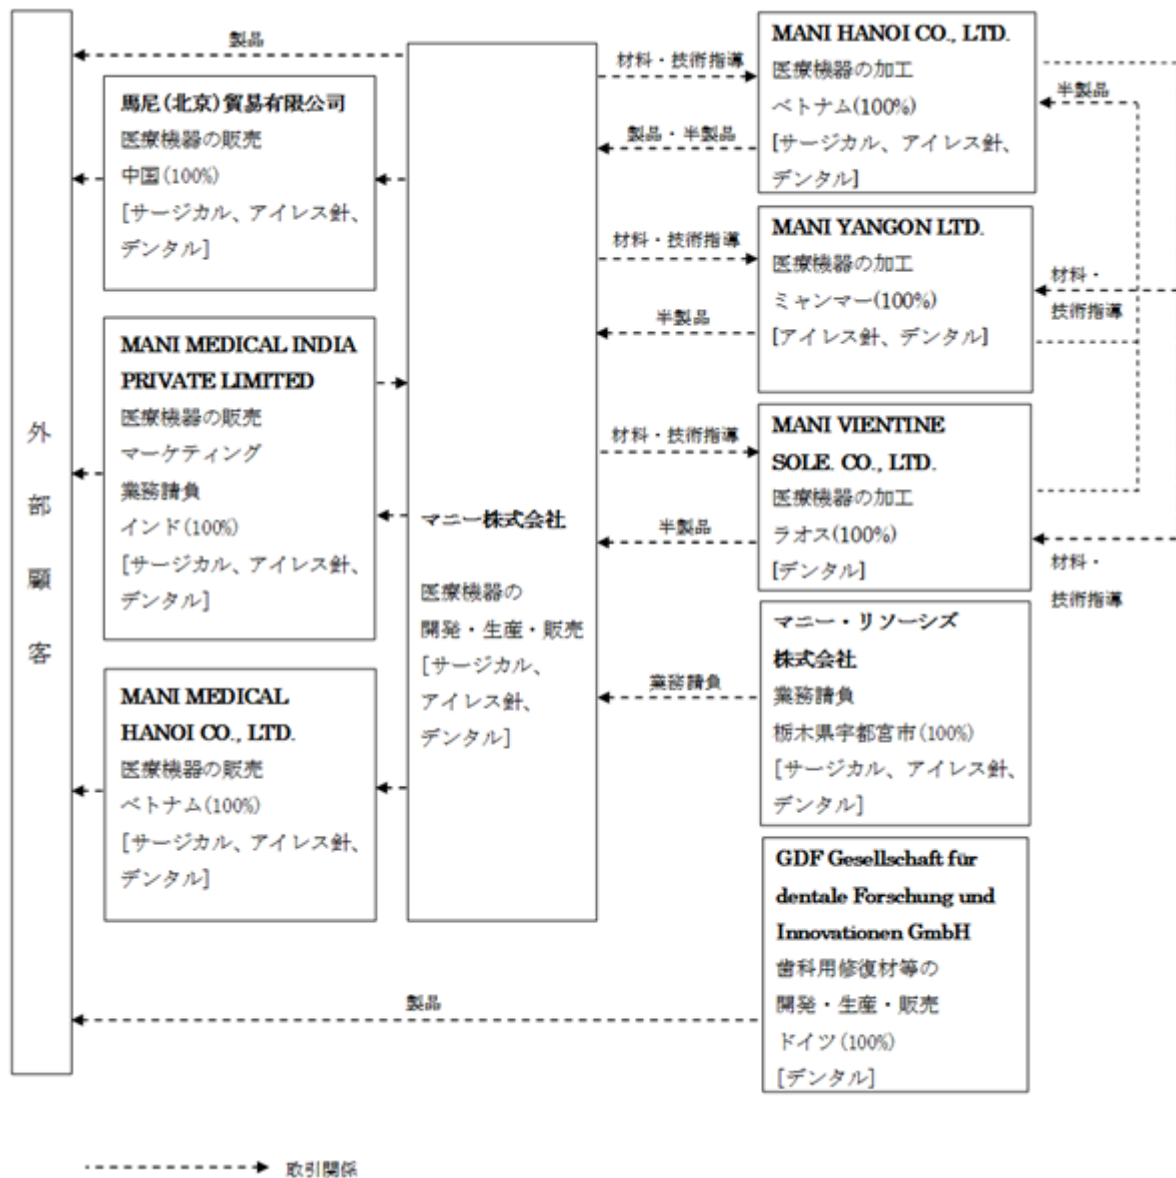 外部顧客
製品
馬尼(北京)貿易有限公司
医療機器の販売
中国(100%)
[サージカル、アイレス針、
デンタル]
MANI MEDICAL INDIA
PRIVATE LIMITED
医療機器の販売
マーケティング
業務請負
インド(100%)
[サージカル、アイレス針、
デンタル]
MANI MEDICAL
HANOI CO., LTD.
医療機器の販売
ベトナム(100%)
[サージカル、アイレス針、
デンタル]
マニー株式会社
医療機器の
開発・生産・販売
[サージカル、
アイレス針、
デンタル]
材料・技術指導
製品・半製品
材料・技術指導
半製品
材料・技術指導
半製品
業務請負
製品
MANI HANOI CO., LTD.
医療機器の加工
ベトナム(100%)
[サージカル、アイレス針、
デンタル]
MANI YANGON LTD.
医療機器の加工
ミャンマー(100%)
[アイレス針、デンタル]
MANI VIENTINE
SOLE. CO., LTD.
医療機器の加工
ラオス(100%)
[デンタル]
マニー・リソーシズ
株式会社
業務請負
栃木県宇都宮市(100%)
[サージカル、アイレス針、
デンタル]
GDF Gesellschaft für
dentale Forschung und
Innovationen GmbH
歯科用修復材等の
開発・生産・販売
ドイツ(100%)
[デンタル]
半製品
材料・
技術指導
材料・
技術指導
取引関係